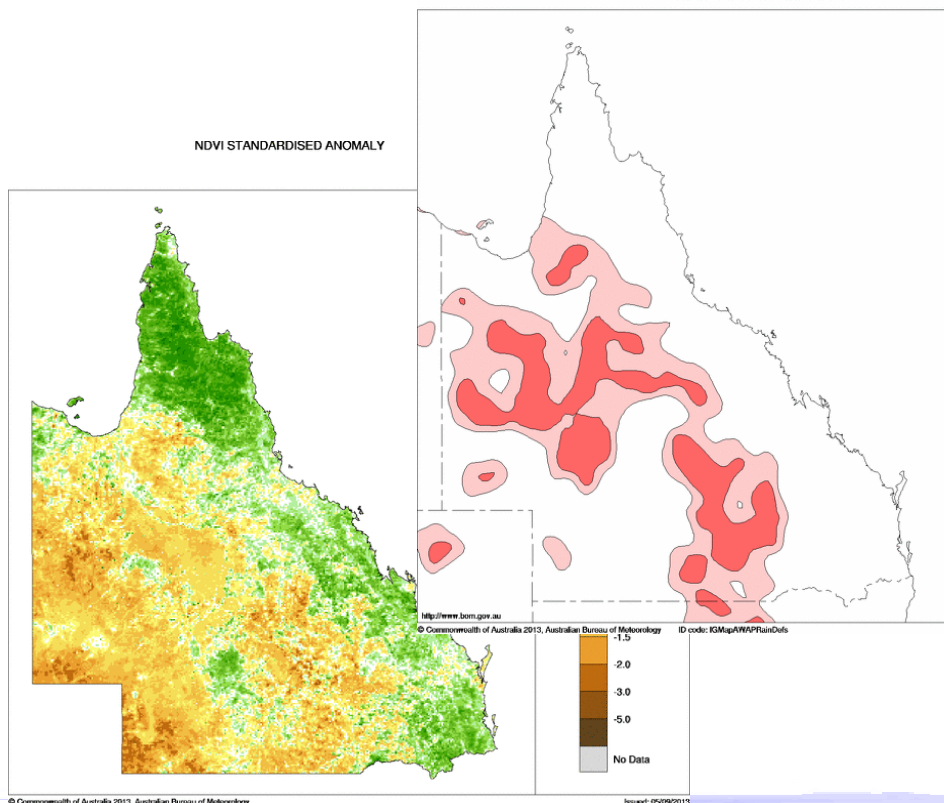 NDVI STANDARDISED ANOMALY
http://www.bom.gov.au
© Commonwealth of Australia 2013, Australian Bureau of Meteorology ID code: IGMapAWAPRainDefs
-1.5
-2.0
-3.0
-5.0
No Data
© Commonwealth of Australia 2013, Australian Bureau of Meteorology Issued: 05/09/2013